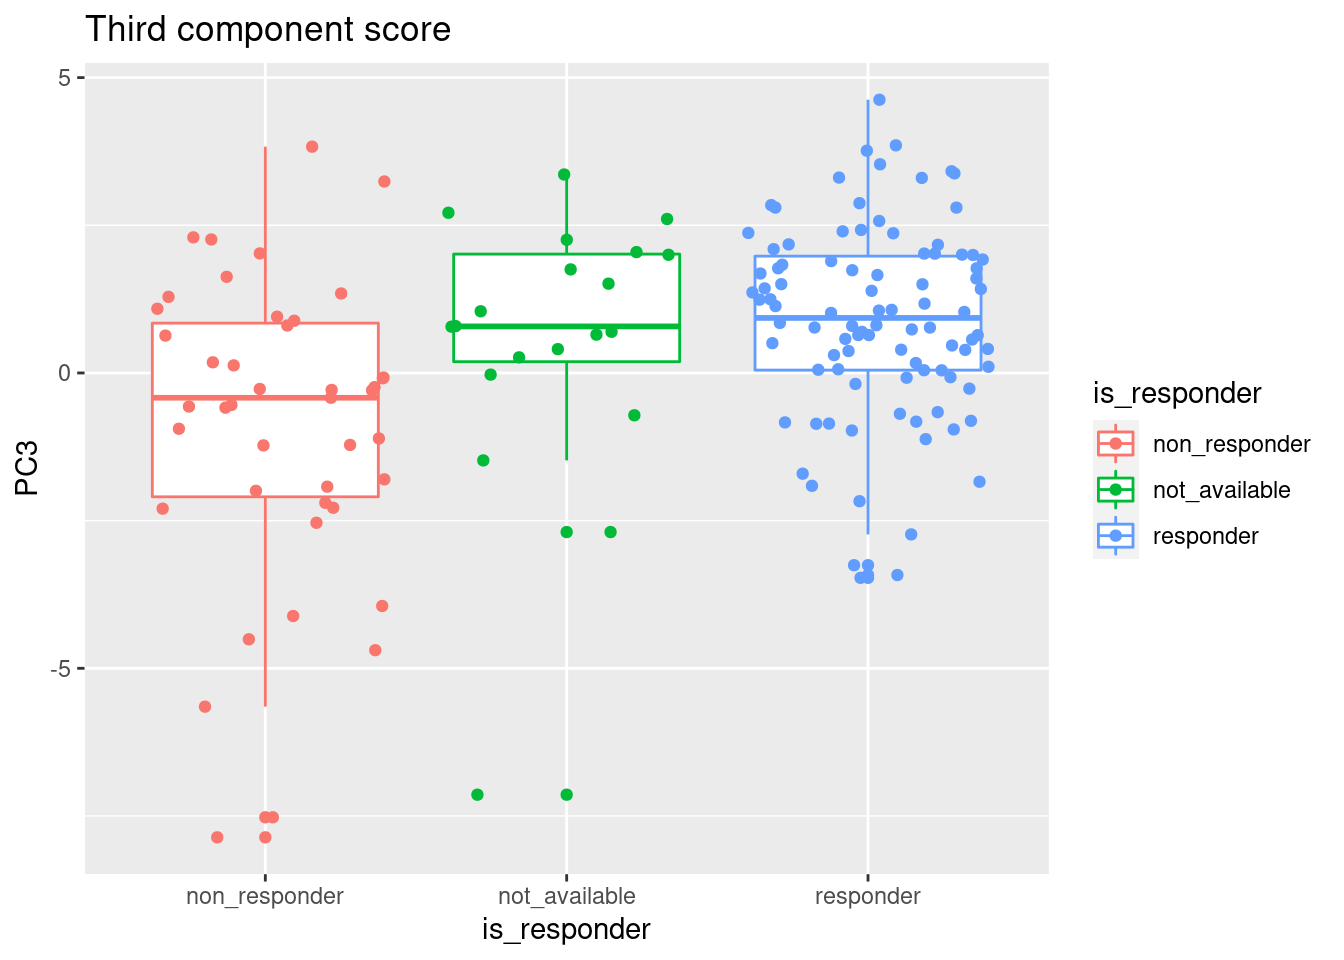 Third component score
5
0
-5
PC3
non_responder
not_available
responder
is_responder
is_responder
non_responder
not_available
responder